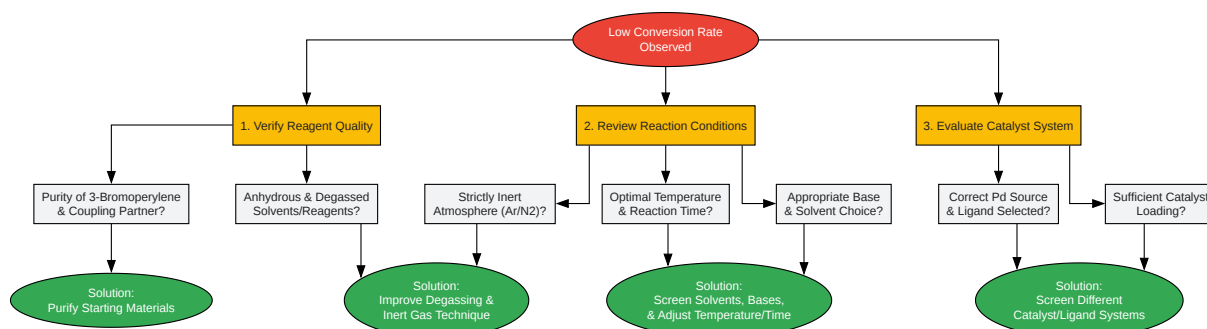 Low Conversion Rate
Observed
1. Verify Reagent Quality
2. Review Reaction Conditions
3. Evaluate Catalyst System
Purity of 3-Bromoperylene
& Coupling Partner?
Anhydrous & Degassed
Solvents/Reagents?
Strictly Inert
Atmosphere (Ar/N2)?
Optimal Temperature
& Reaction Time?
Appropriate Base
& Solvent Choice?
Correct Pd Source
& Ligand Selected?
Sufficient Catalyst
Loading?
Solution:
Purify Starting Materials
Solution:
Improve Degassing &
Inert Gas Technique
Solution:
Screen Solvents, Bases,
& Adjust Temperature/Time
Solution:
Screen Different
Catalyst/Ligand Systems